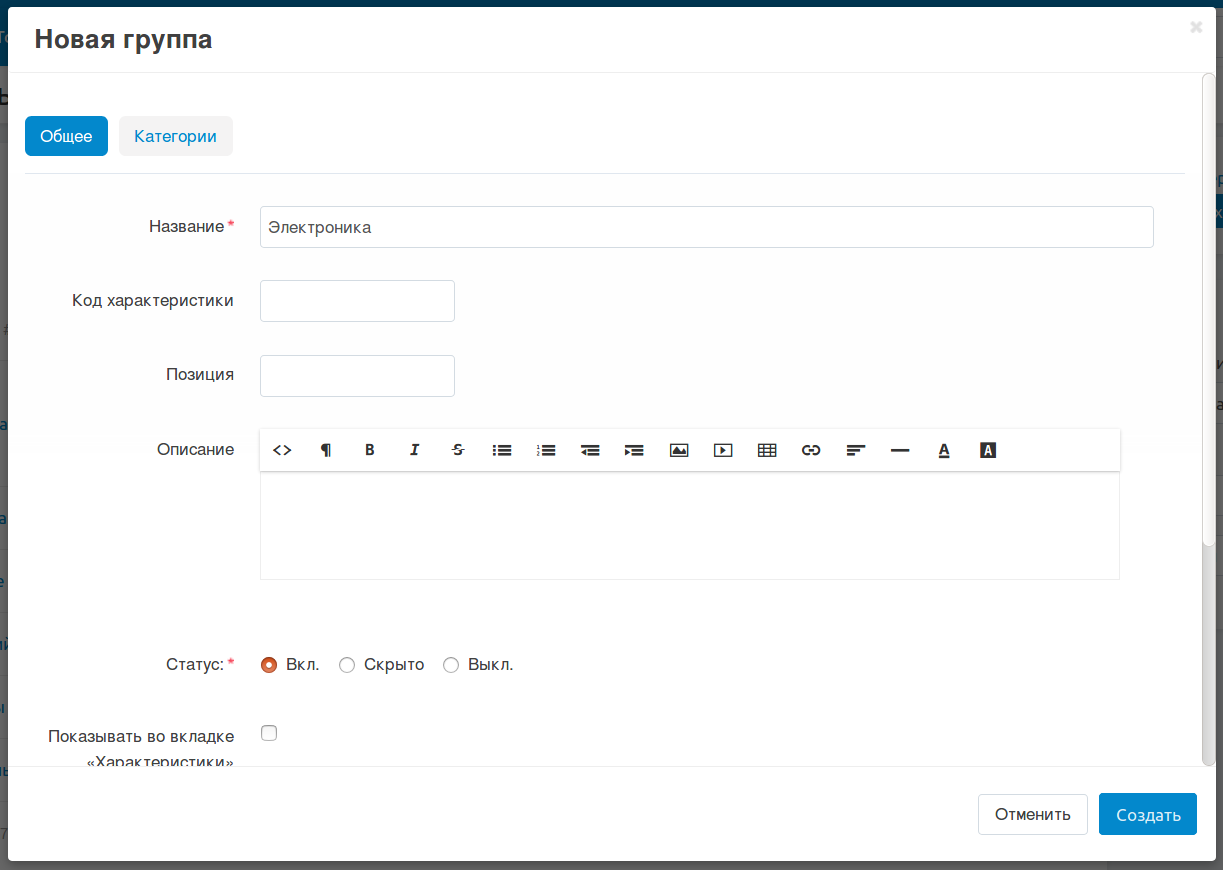 Новая группа
Общее Категории
Название *
Электроника
Код характеристики
Позиция
Описание
Статус: * Вкл. Скрыто Выкл.
Показывать во вкладке
«Характеристики»
Отменить Создать